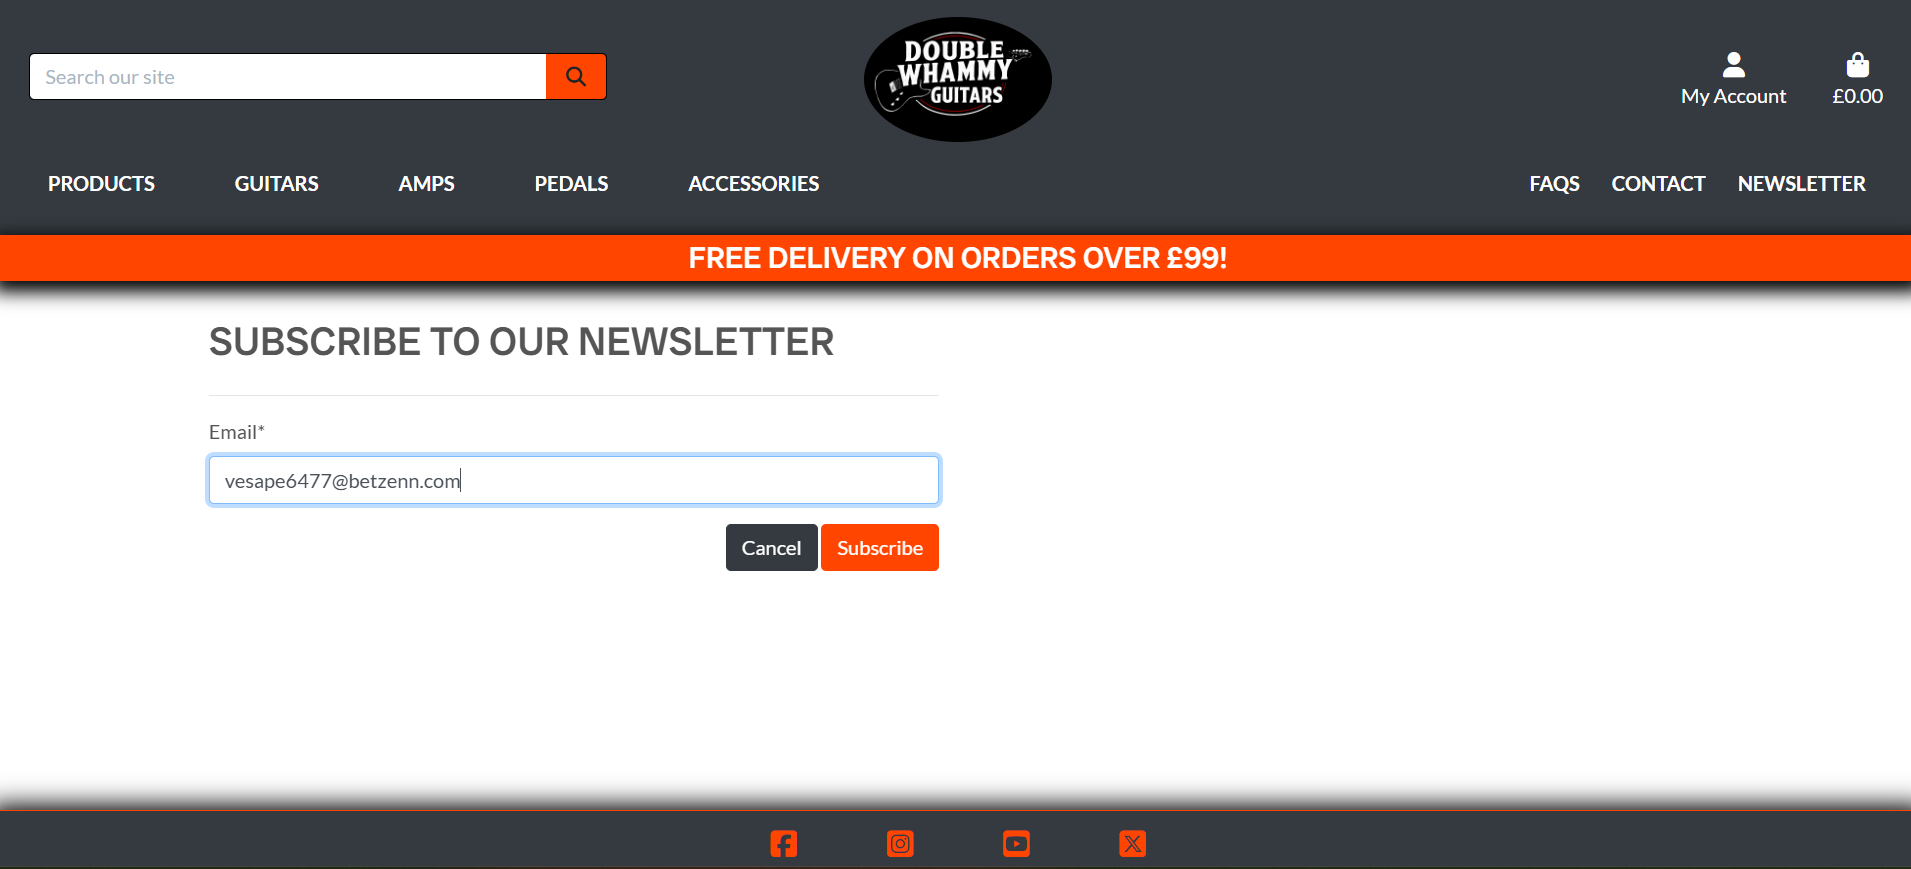 Search our site
DOUBLE
WHAMMY
GUITARS
My Account
£0.00
PRODUCTS
GUITARS
AMPS
PEDALS
ACCESSORIES
FAQS
CONTACT
NEWSLETTER
FREE DELIVERY ON ORDERS OVER £99!
SUBSCRIBE TO OUR NEWSLETTER
Email*
vesape6477@betzenn.com
Cancel
Subscribe